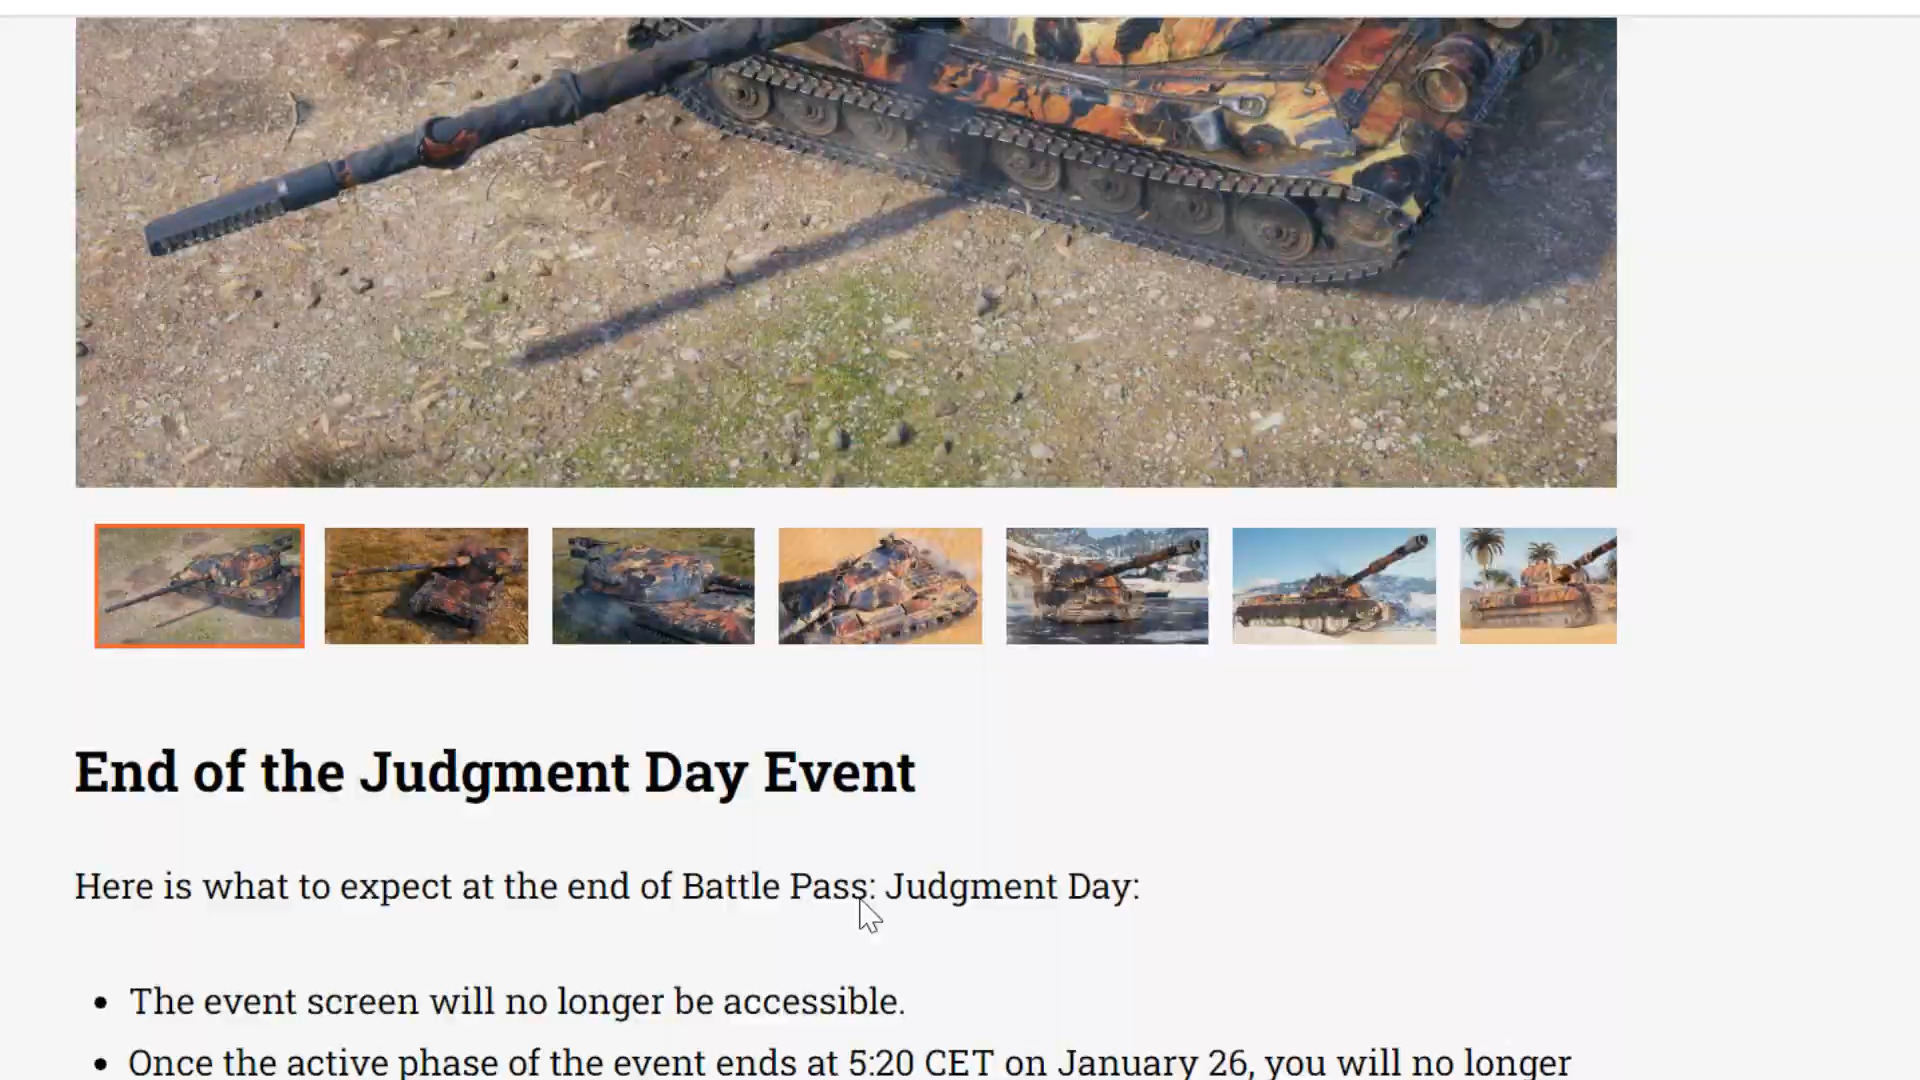 End of the Judgment Day Event
Here is what to expect at the end of Battle Pass: Judgment Day:
• The event screen will no longer be accessible.
• Once the active phase of the event ends at 5:20 CET on January 26, you will no longer